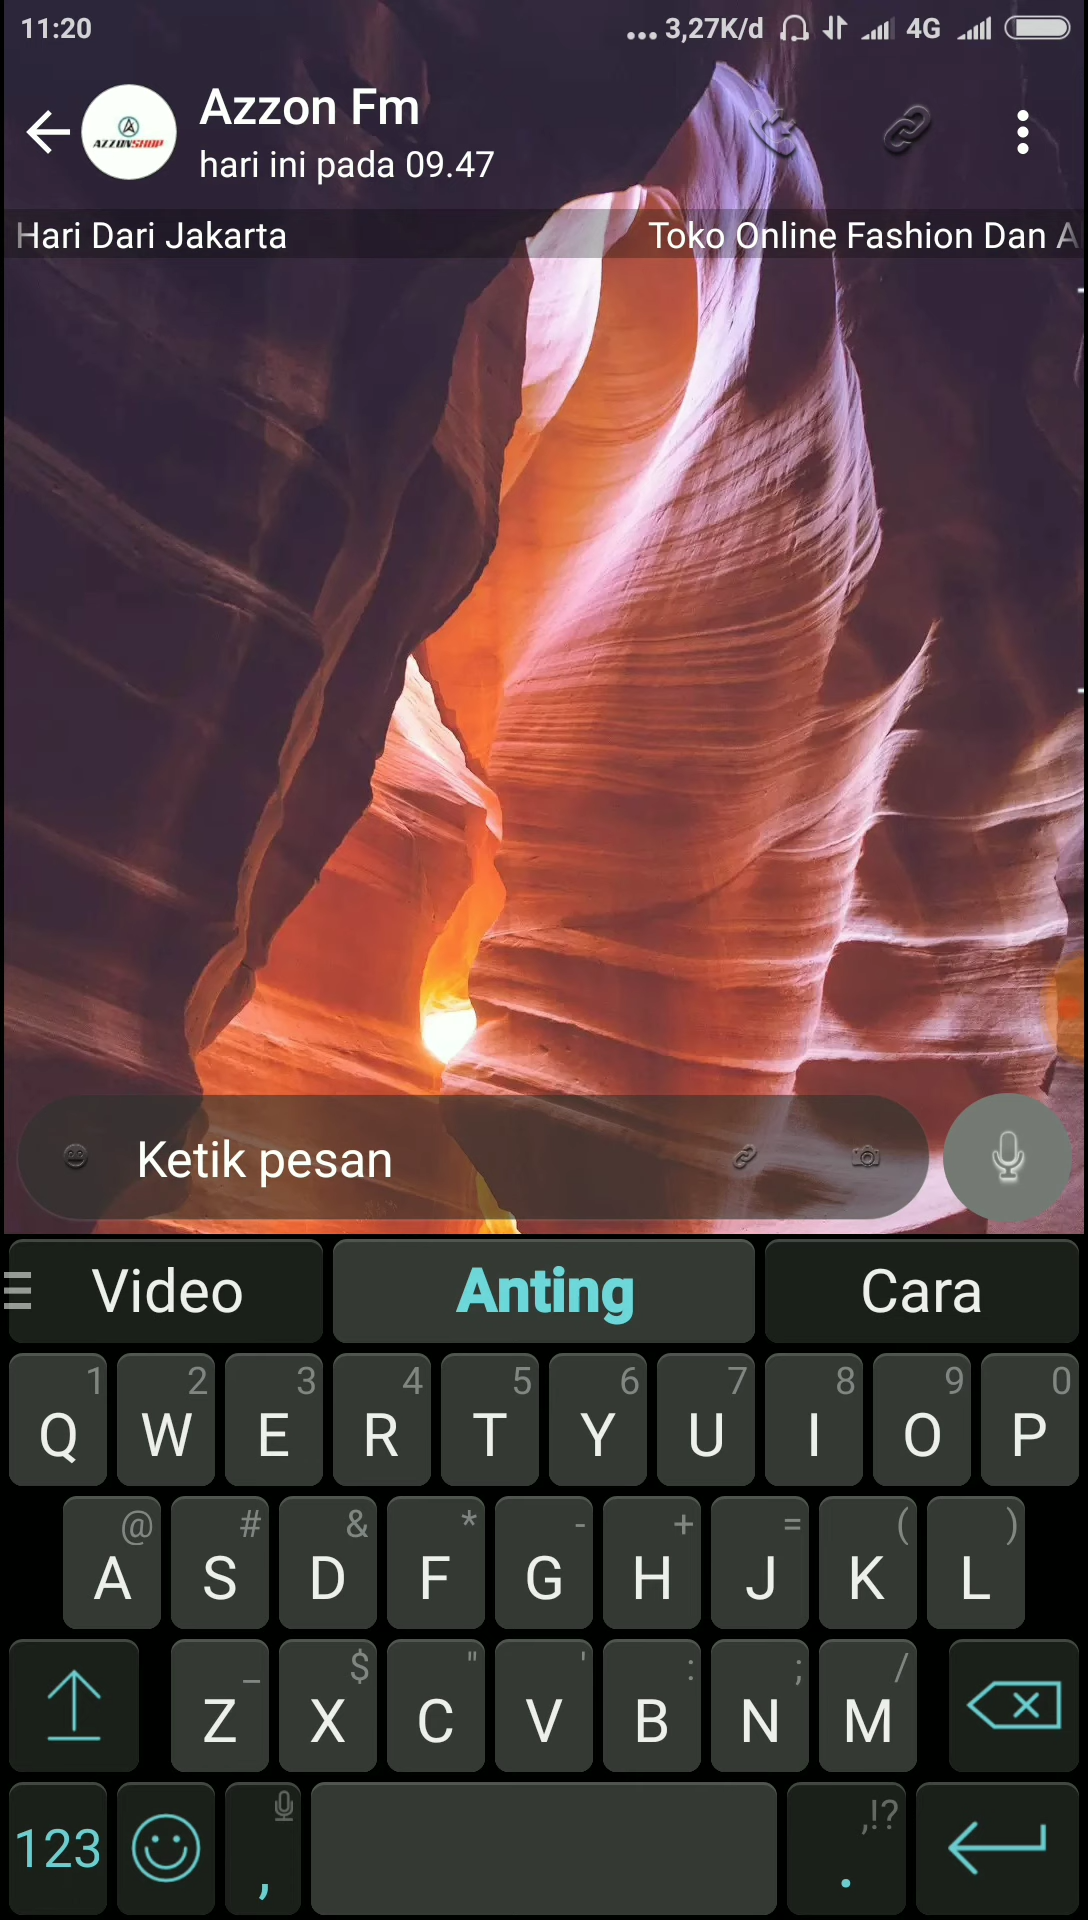 11:20 ... 3,27K/d 4G
AZZONSHOP
Azzon Fm
hari ini pada 09.47
Hari Dari Jakarta Toko Online Fashion Dan A
Ketik pesan
Video Anting Cara
1 2 3 4 5 6 7 8 9 0
Q W E R T Y U I O P
@ # & * - + = ( )
A S D F G H J K L
_ $ " ' : ; /
Z X C V B N M
,!?
123 , .